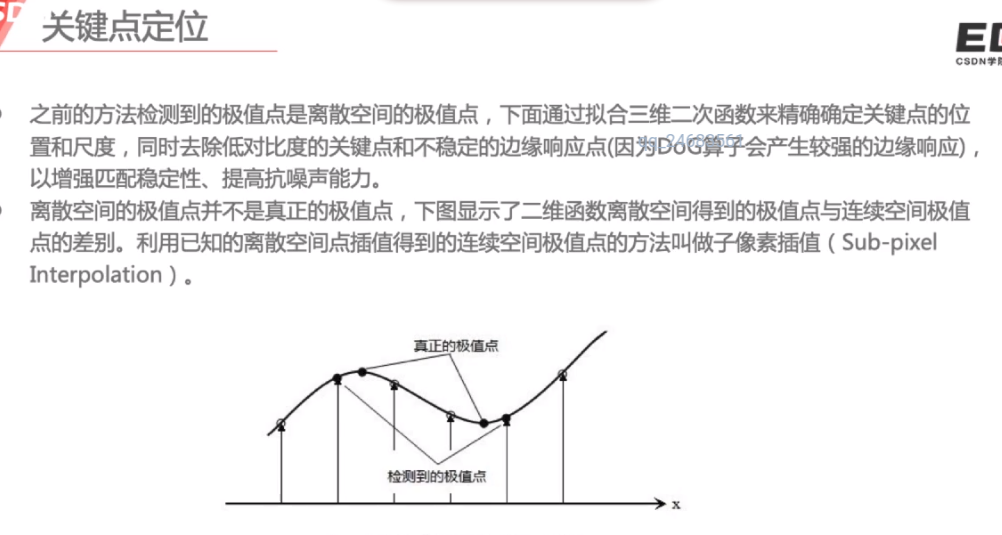 关键点定位
CSDN学院
之前的方法检测到的极值点是离散空间的极值点，下面通过拟合三维二次函数来精确确定关键点的位
置和尺度，同时去除低对比度的关键点和不稳定的边缘响应点(因为DoG算子会产生较强的边缘响应)，
以增强匹配稳定性、提高抗噪声能力。
离散空间的极值点并不是真正的极值点，下图显示了二维函数离散空间得到的极值点与连续空间极值
点的差别。利用已知的离散空间点插值得到的连续空间极值点的方法叫做子像素插值（Sub-pixel
Interpolation）。
真正的极值点
检测到的极值点
x